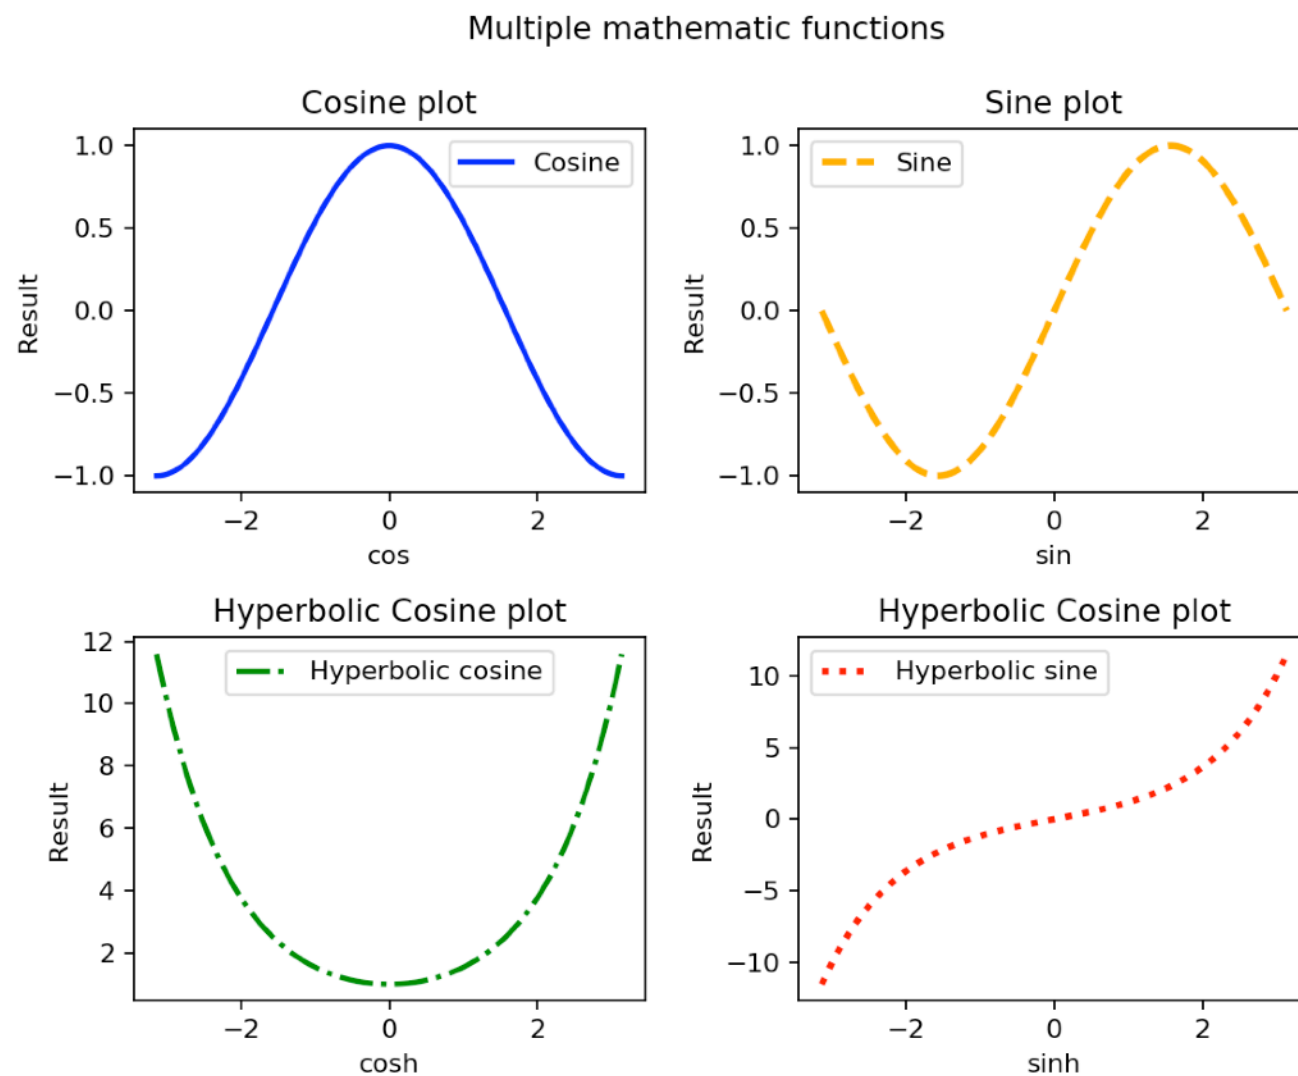 Multiple mathematic functions
Cosine plot
Cosine
1.0
0.5
0.0
−0.5
−1.0
Result
−2 0 2
cos
Sine plot
Sine
1.0
0.5
0.0
−0.5
−1.0
Result
−2 0 2
sin
Hyperbolic Cosine plot
Hyperbolic cosine
12
10
8
6
4
2
Result
−2 0 2
cosh
Hyperbolic Cosine plot
Hyperbolic sine
10
5
0
−5
−10
Result
−2 0 2
sinh